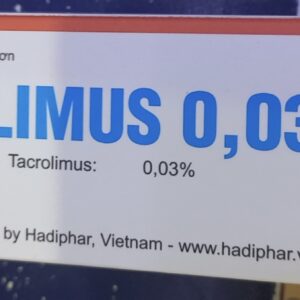 LIMUS 0,03
Tacrolimus: 0,03%
by Hadiphar, Vietnam - www.hadiphar.v